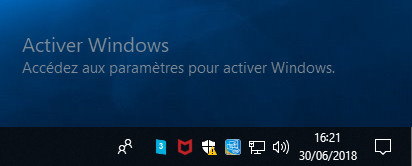 Activer Windows
Accédez aux paramètres pour activer Windows.
3
16:21
30/06/2018